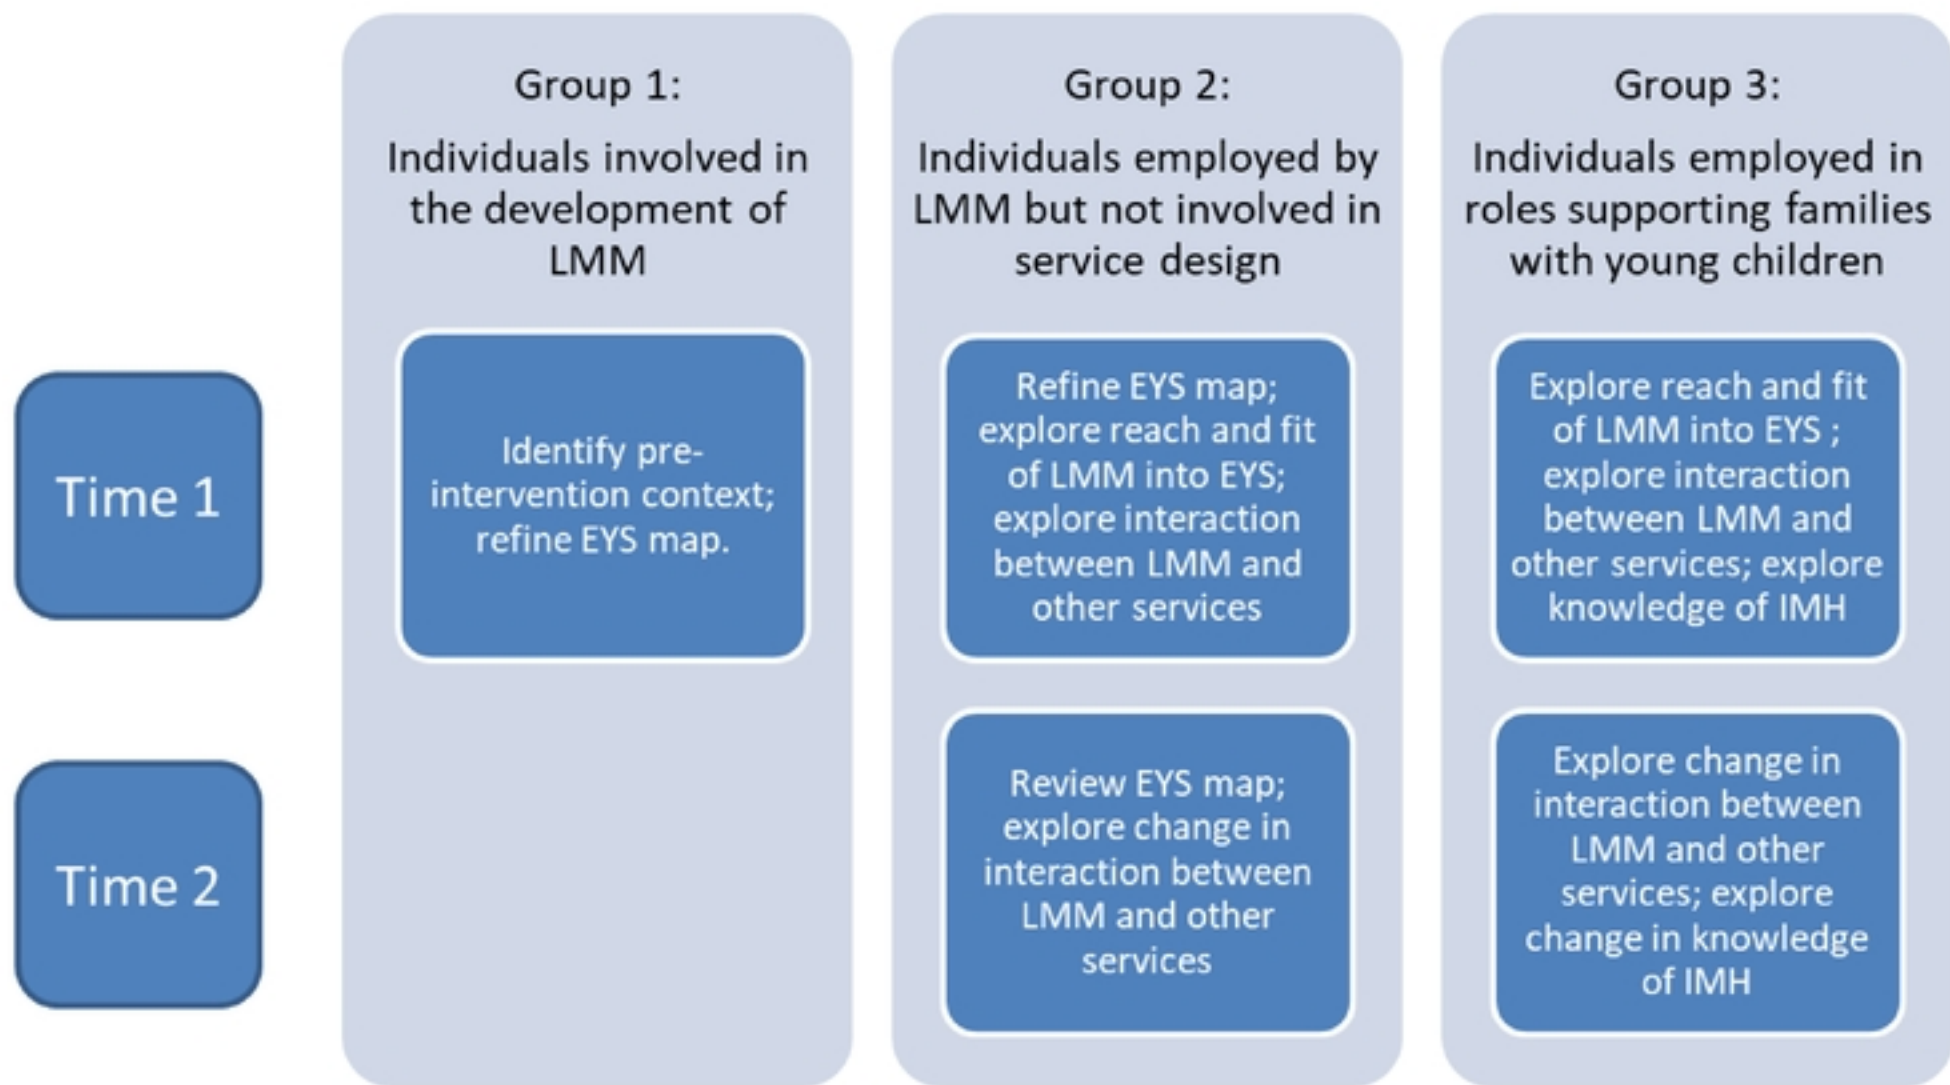 Group 1:
Individuals involved in
the development of
LMM
Group 2:
Individuals employed by
LMM but not involved in
service design
Group 3:
Individuals employed in
roles supporting families
with young children
Time 1
Identify pre-
intervention context;
refine EYS map.
Refine EYS map;
explore reach and fit
of LMM into EYS;
explore interaction
between LMM and
other services
Explore reach and fit
of LMM into EYS ;
explore interaction
between LMM and
other services; explore
knowledge of IMH
Time 2
Review EYS map;
explore change in
interaction between
LMM and other
services
Explore change in
interaction between
LMM and other
services; explore
change in knowledge
of IMH